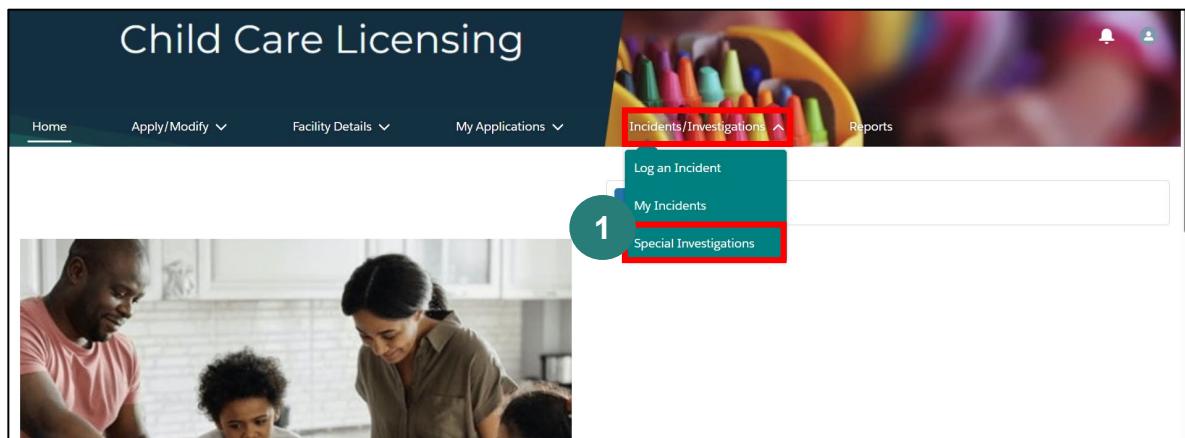 Child Care Licensing
Home Apply/Modify Facility Details My Applications Incidents/Investigations Reports
Log an Incident
My Incidents
1
Special Investigations